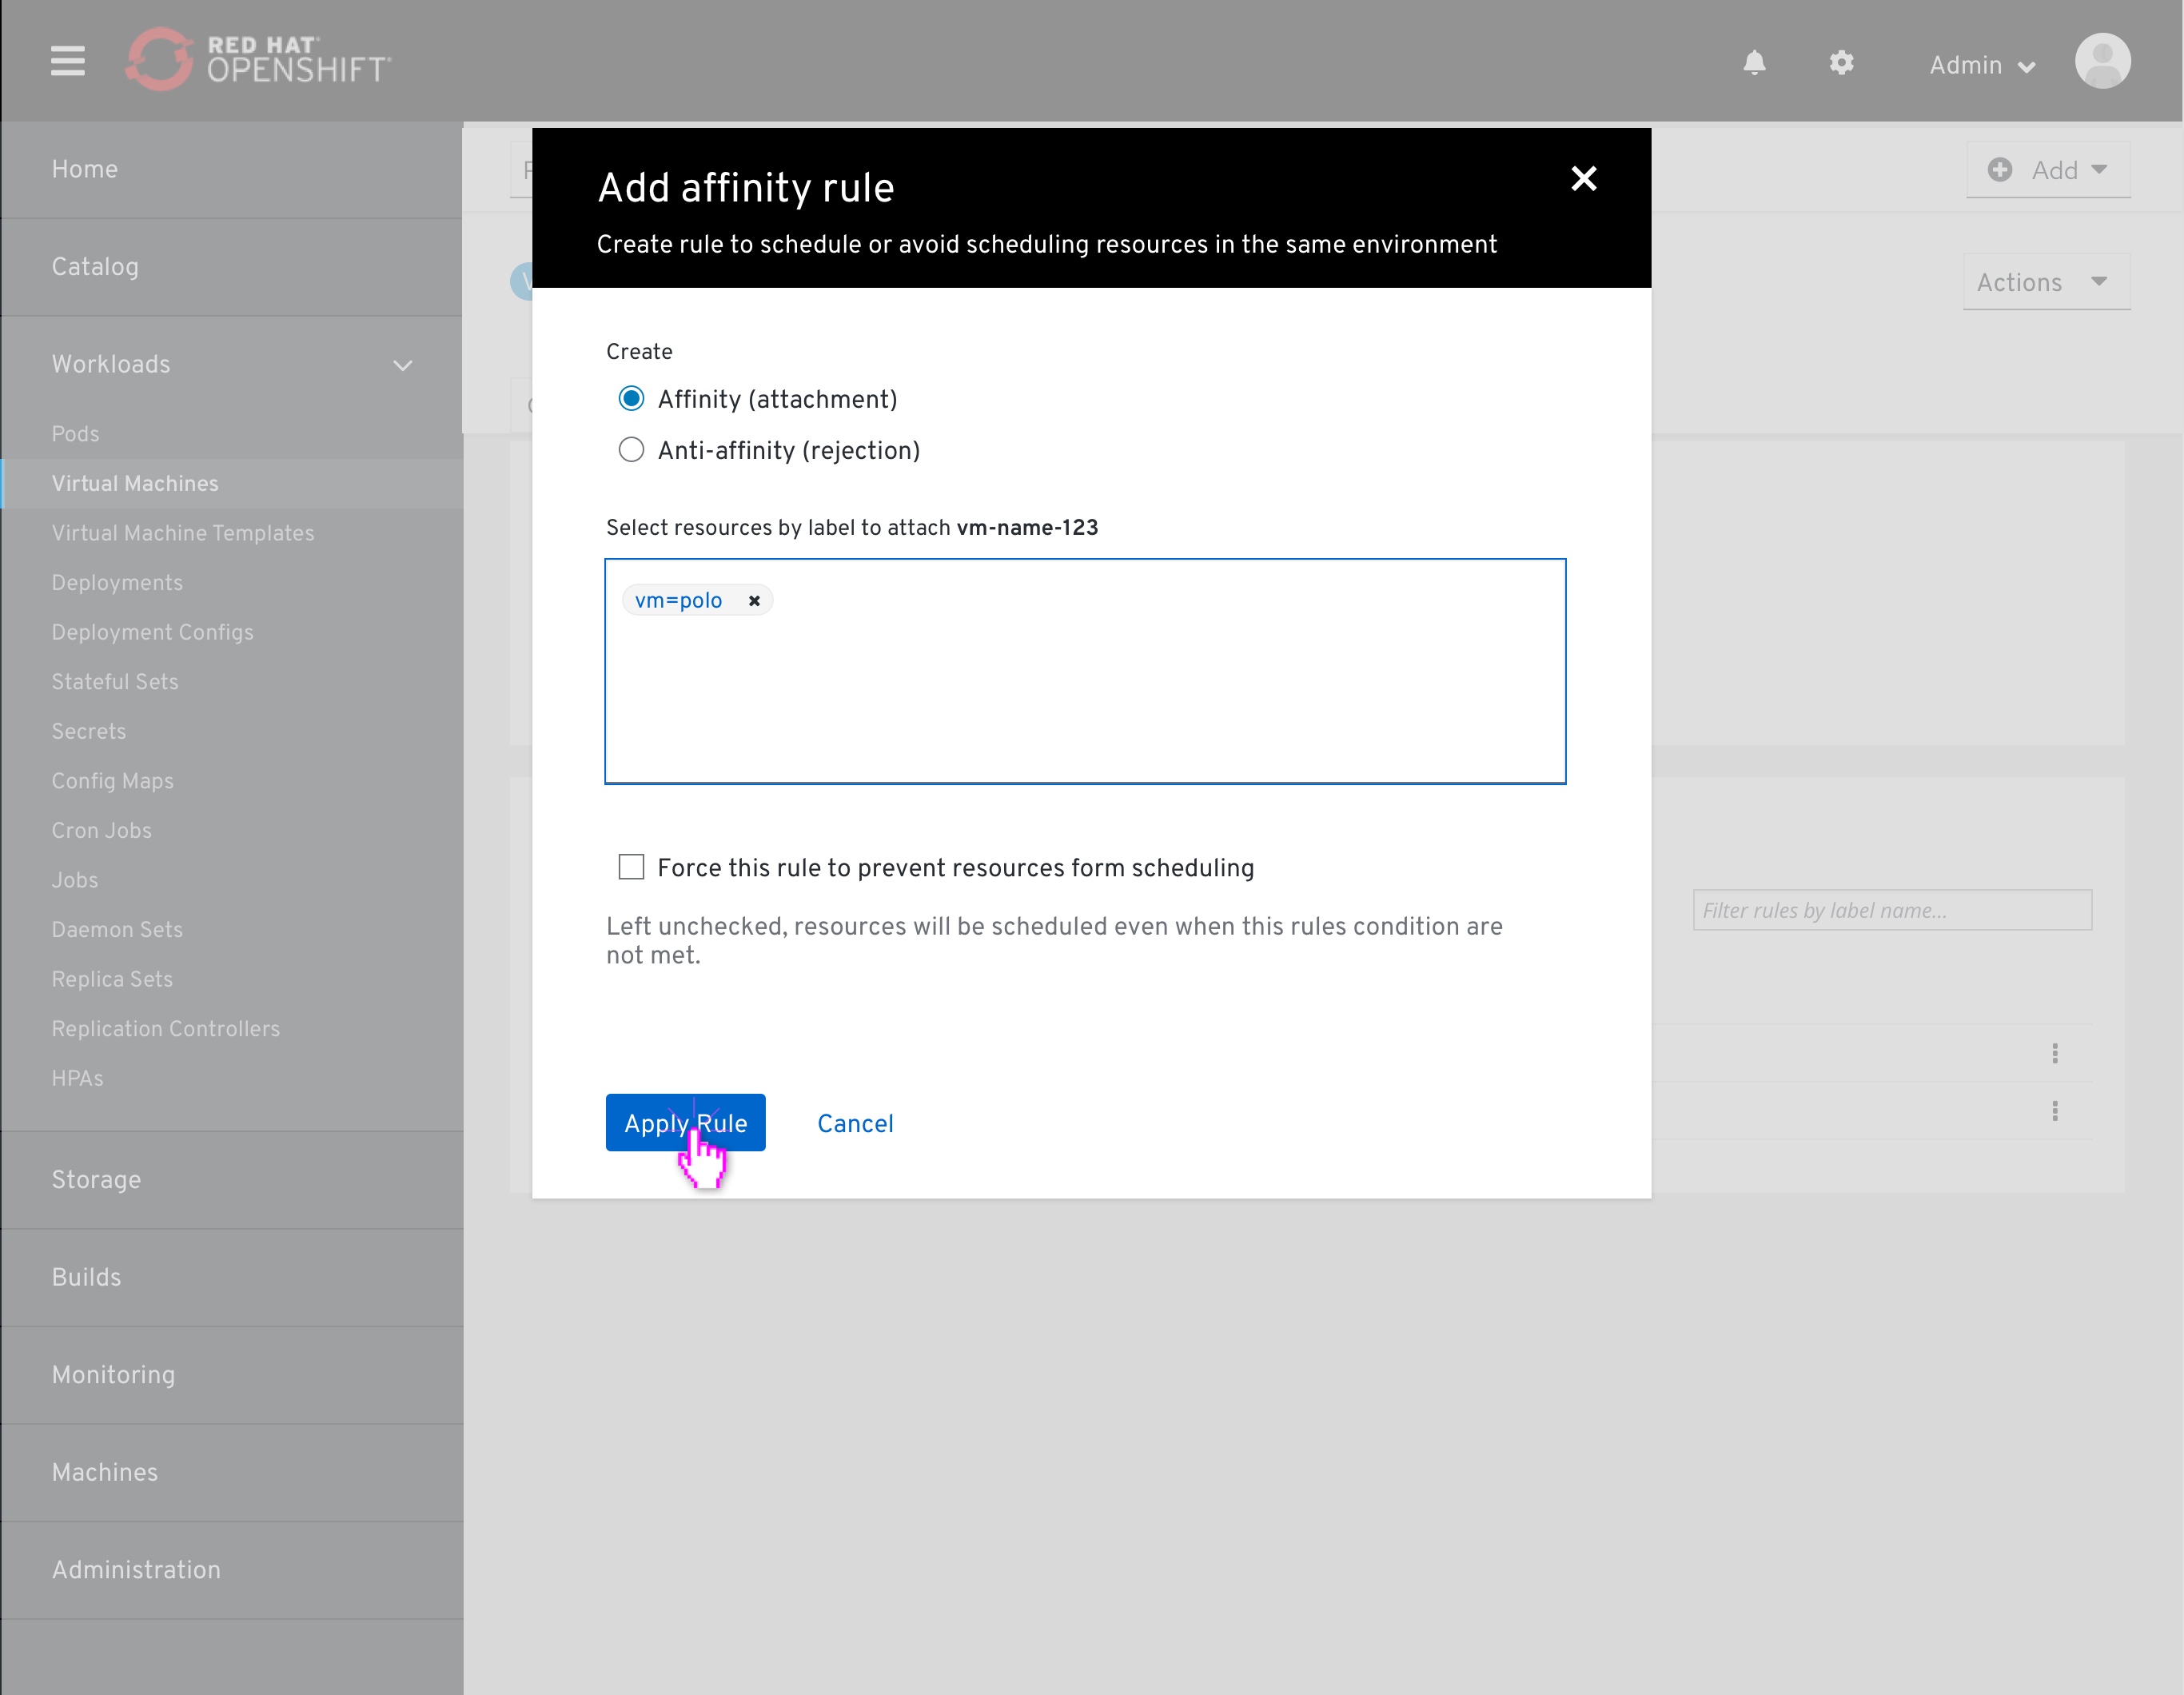 RED HAT®
OPENSHIFT®
Admin
Home
Catalog
Workloads
Pods
Virtual Machines
Virtual Machine Templates
Deployments
Deployment Configs
Stateful Sets
Secrets
Config Maps
Cron Jobs
Jobs
Daemon Sets
Replica Sets
Replication Controllers
HPAs
Storage
Builds
Monitoring
Machines
Administration
Add
Actions
Add affinity rule
Create rule to schedule or avoid scheduling resources in the same environment
Create
Affinity (attachment)
Anti-affinity (rejection)
Select resources by label to attach vm-name-123
vm=polo
Force this rule to prevent resources form scheduling
Left unchecked, resources will be scheduled even when this rules condition are
not met.
Apply Rule
Cancel
Filter rules by label name...